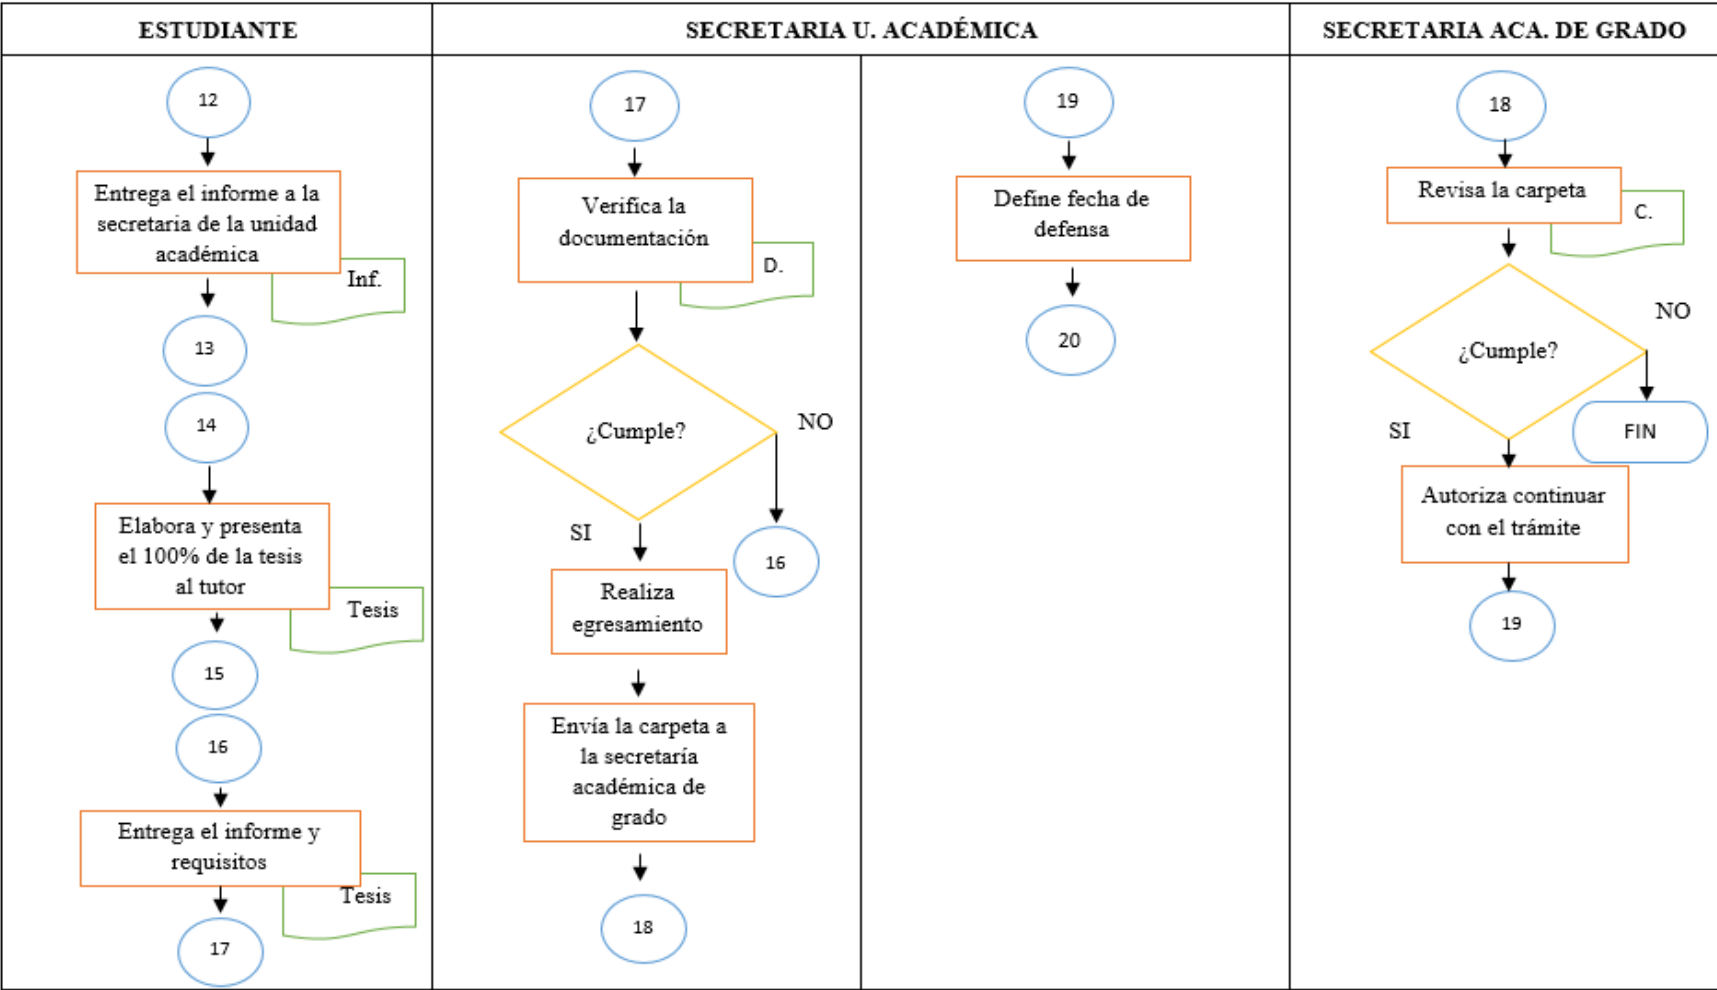 ESTUDIANTE
SECRETARIA U. ACADÉMICA
SECRETARIA ACA. DE GRADO
12
Entrega el informe a la
secretaria de la unidad
académica
Inf.
13
14
Elabora y presenta
el 100% de la tesis
al tutor
Tesis
15
16
Entrega el informe y
requisitos
Tesis
17
17
Verifica la
documentación
D.
¿Cumple?
NO
16
SI
Realiza
egresamiento
Envía la carpeta a
la secretaría
académica de
grado
18
19
Define fecha de
defensa
20
18
Revisa la carpeta
C.
¿Cumple?
NO
FIN
SI
Autoriza continuar
con el trámite
19